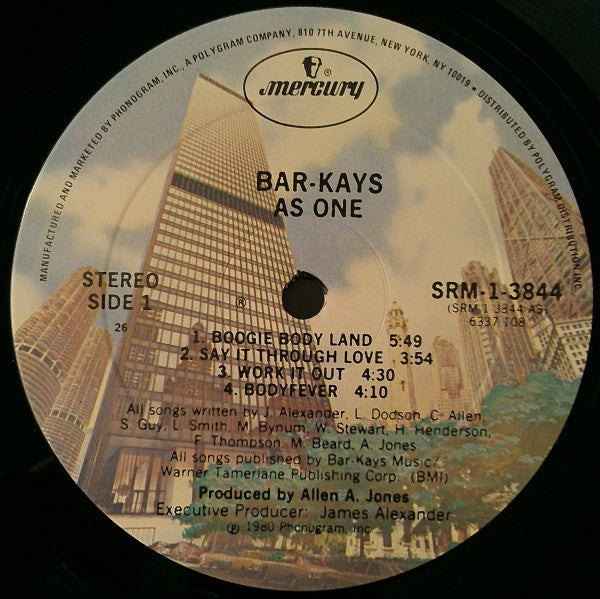 MANUFACTURED AND MARKETED BY PHONOGRAM, INC., A POLYGRAM COMPANY, 810 7TH AVENUE, NEW YORK, NY 10019 • DISTRIBUTED BY POLYGRAM DISTRIBUTION, INC.
mercury ®
BAR-KAYS
AS ONE
STEREO
SIDE 1
26
℗
SRM-1-3844
(SRM 1 3844 AS)
6337 108
1. BOOGIE BODY LAND 5:49
2. SAY IT THROUGH LOVE 3:54
3. WORK IT OUT 4:30
4. BODYFEVER 4:10
All songs written by J. Alexander, L. Dodson, C. Allen,
S. Guy, L. Smith, M. Bynum, W. Stewart, H. Henderson,
F. Thompson, M. Beard, A. Jones
All songs published by Bar-Kays Music/
Warner Tamerlane Publishing Corp. (BMI)
Produced by Allen A. Jones
Executive Producer: James Alexander
℗ 1980 Phonogram, Inc.